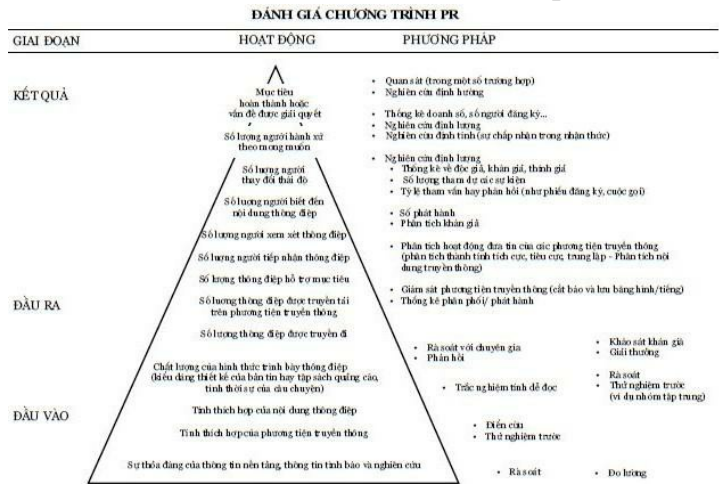 ĐÁNH GIÁ CHƯƠNG TRÌNH PR
GIAI ĐOẠN
HOẠT ĐỘNG
PHƯƠNG PHÁP
KẾT QUẢ
Mục tiêu
hoàn thành hoặc
vấn đề được giải quyết
Số lượng người hành xử
theo mong muốn
Số lượng người
thay đổi thái độ
Số lượng người biết đến
nội dung thông điệp
Số lượng người xem xét thông điệp
Số lượng người tiếp nhận thông điệp
Số lượng thông điệp hỗ trợ mục tiêu
ĐẦU RA
Số lượng thông điệp được truyền tải
trên phương tiện truyền thông
Số lượng thông điệp được truyền đi
Chất lượng của hình thức trình bày thông điệp
(kiểu dáng thiết kế của bản tin hay tập sách quảng cáo,
tính thời sự của câu chuyện)
ĐẦU VÀO
Tính thích hợp của nội dung thông điệp
Tính thích hợp của phương tiện truyền thông
Sự thỏa đáng của thông tin nền tảng, thông tin tình báo và nghiên cứu
• Quan sát (trong một số trường hợp)
• Nghiên cứu định hướng
• Thống kê doanh số, số người đăng ký...
• Nghiên cứu định lượng
• Nghiên cứu định tính (sự chấp nhận trong nhận thức)
• Nghiên cứu định lượng
• Thống kê về độc giả, khán giả, thính giả
• Số lượng tham dự các sự kiện
• Tỷ lệ tham vấn hay phản hồi (như phiếu đăng ký, cuộc gọi)
• Số phát hành
• Phân tích khán giả
• Phân tích hoạt động đưa tin của các phương tiện truyền thông
(phân tích thành tính tích cực, tiêu cực, trung lập - Phân tích nội
dung truyền thông)
• Giám sát phương tiện truyền thông (cắt báo và lưu băng hình/tiếng)
• Thống kê phân phối/ phát hành
• Rà soát với chuyên gia
• Phản hồi
• Khảo sát khán giả
• Giải thưởng
• Trắc nghiệm tính dễ đọc
• Rà soát
• Thử nghiệm trước
(ví dụ nhóm tập trung)
• Điển cứu
• Thử nghiệm trước
• Rà soát
• Đo lường